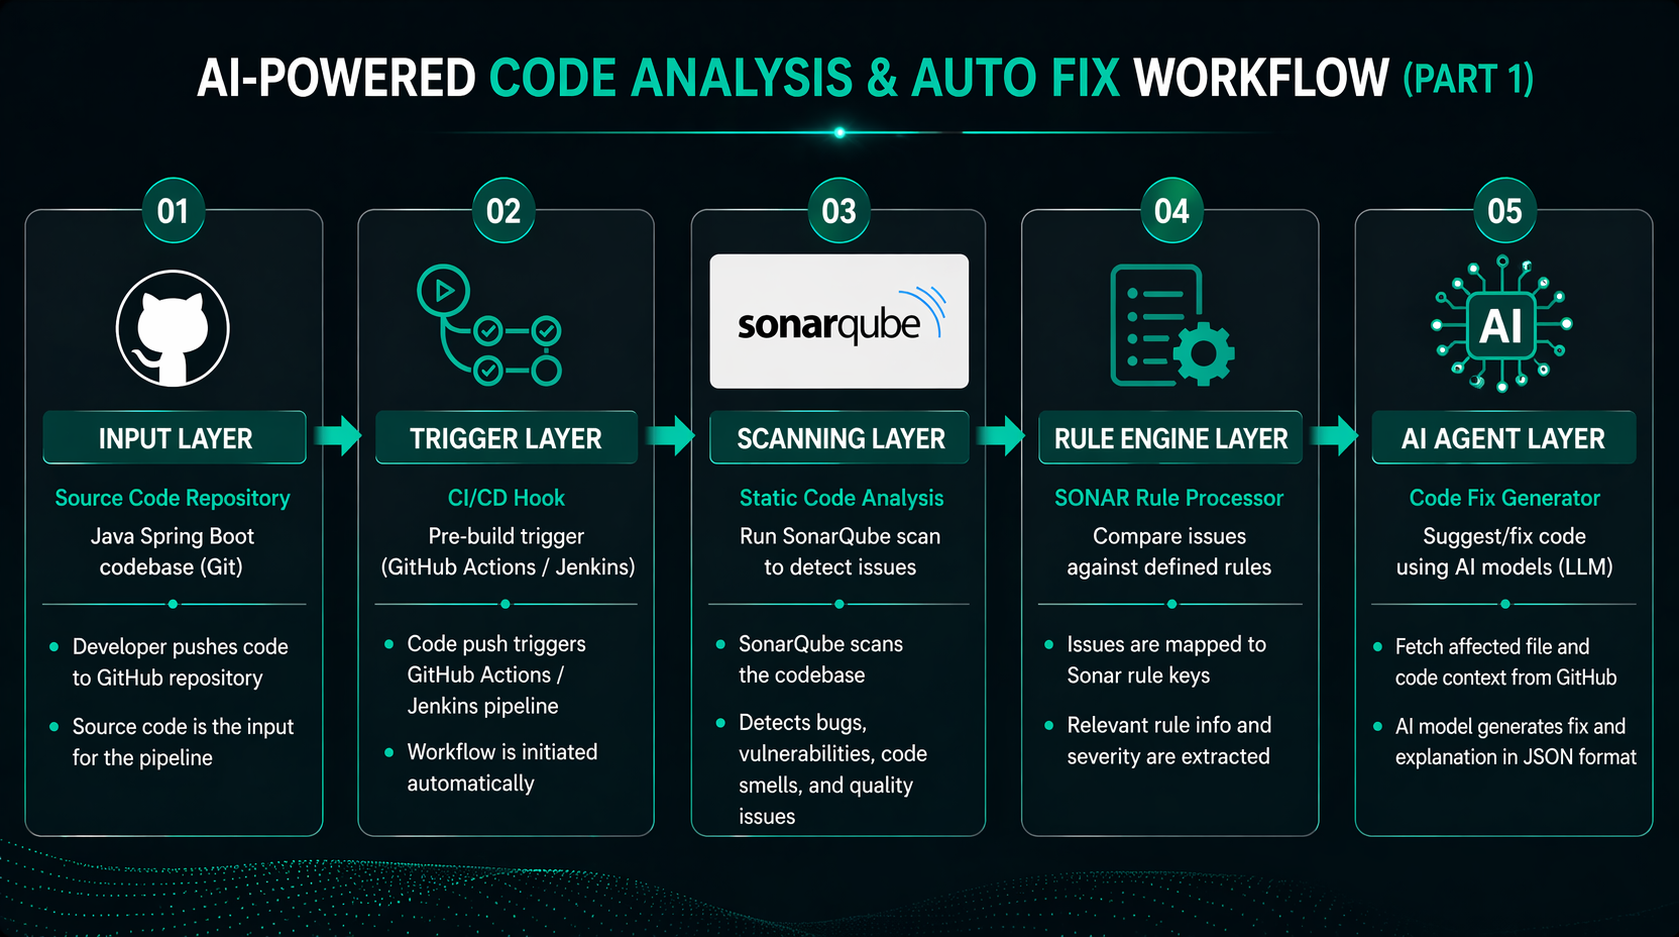 AI-POWERED CODE ANALYSIS & AUTO FIX WORKFLOW (PART 1)
01
sonarqube
INPUT LAYER
Source Code Repository
Java Spring Boot
codebase (Git)
Developer pushes code
to GitHub repository
Source code is the input
for the pipeline
02
TRIGGER LAYER
CI/CD Hook
Pre-build trigger
(GitHub Actions / Jenkins)
Code push triggers
GitHub Actions /
Jenkins pipeline
Workflow is initiated
automatically
03
SCANNING LAYER
Static Code Analysis
Run SonarQube scan
to detect issues
SonarQube scans
the codebase
Detects bugs,
vulnerabilities, code
smells, and quality
issues
04
RULE ENGINE LAYER
SONAR Rule Processor
Compare issues
against defined rules
Issues are mapped to
Sonar rule keys
Relevant rule info and
severity are extracted
05
AI
AI AGENT LAYER
Code Fix Generator
Suggest/fix code
using AI models (LLM)
Fetch affected file and
code context from GitHub
AI model generates fix and
explanation in JSON format